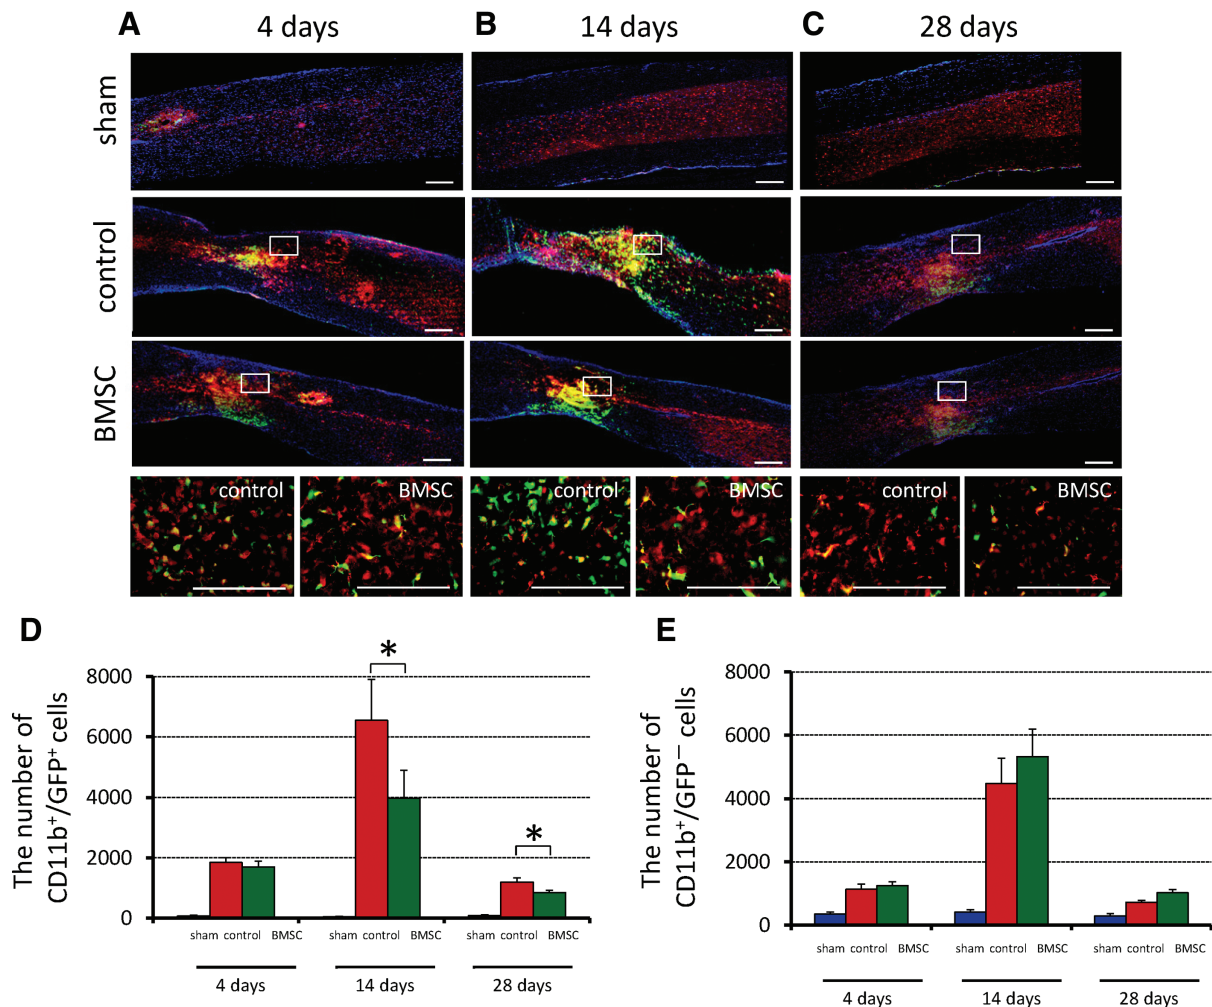 A 4 days B 14 days C 28 days
sham
control
BMSC
control BMSC control BMSC control BMSC
D
The number of
CD11b⁺/GFP⁺ cells
8000
6000
4000
2000
0
*
*
sham control BMSC sham control BMSC sham control BMSC
4 days 14 days 28 days
E
The number of
CD11b⁺/GFP⁻ cells
8000
6000
4000
2000
0
sham control BMSC sham control BMSC sham control BMSC
4 days 14 days 28 days